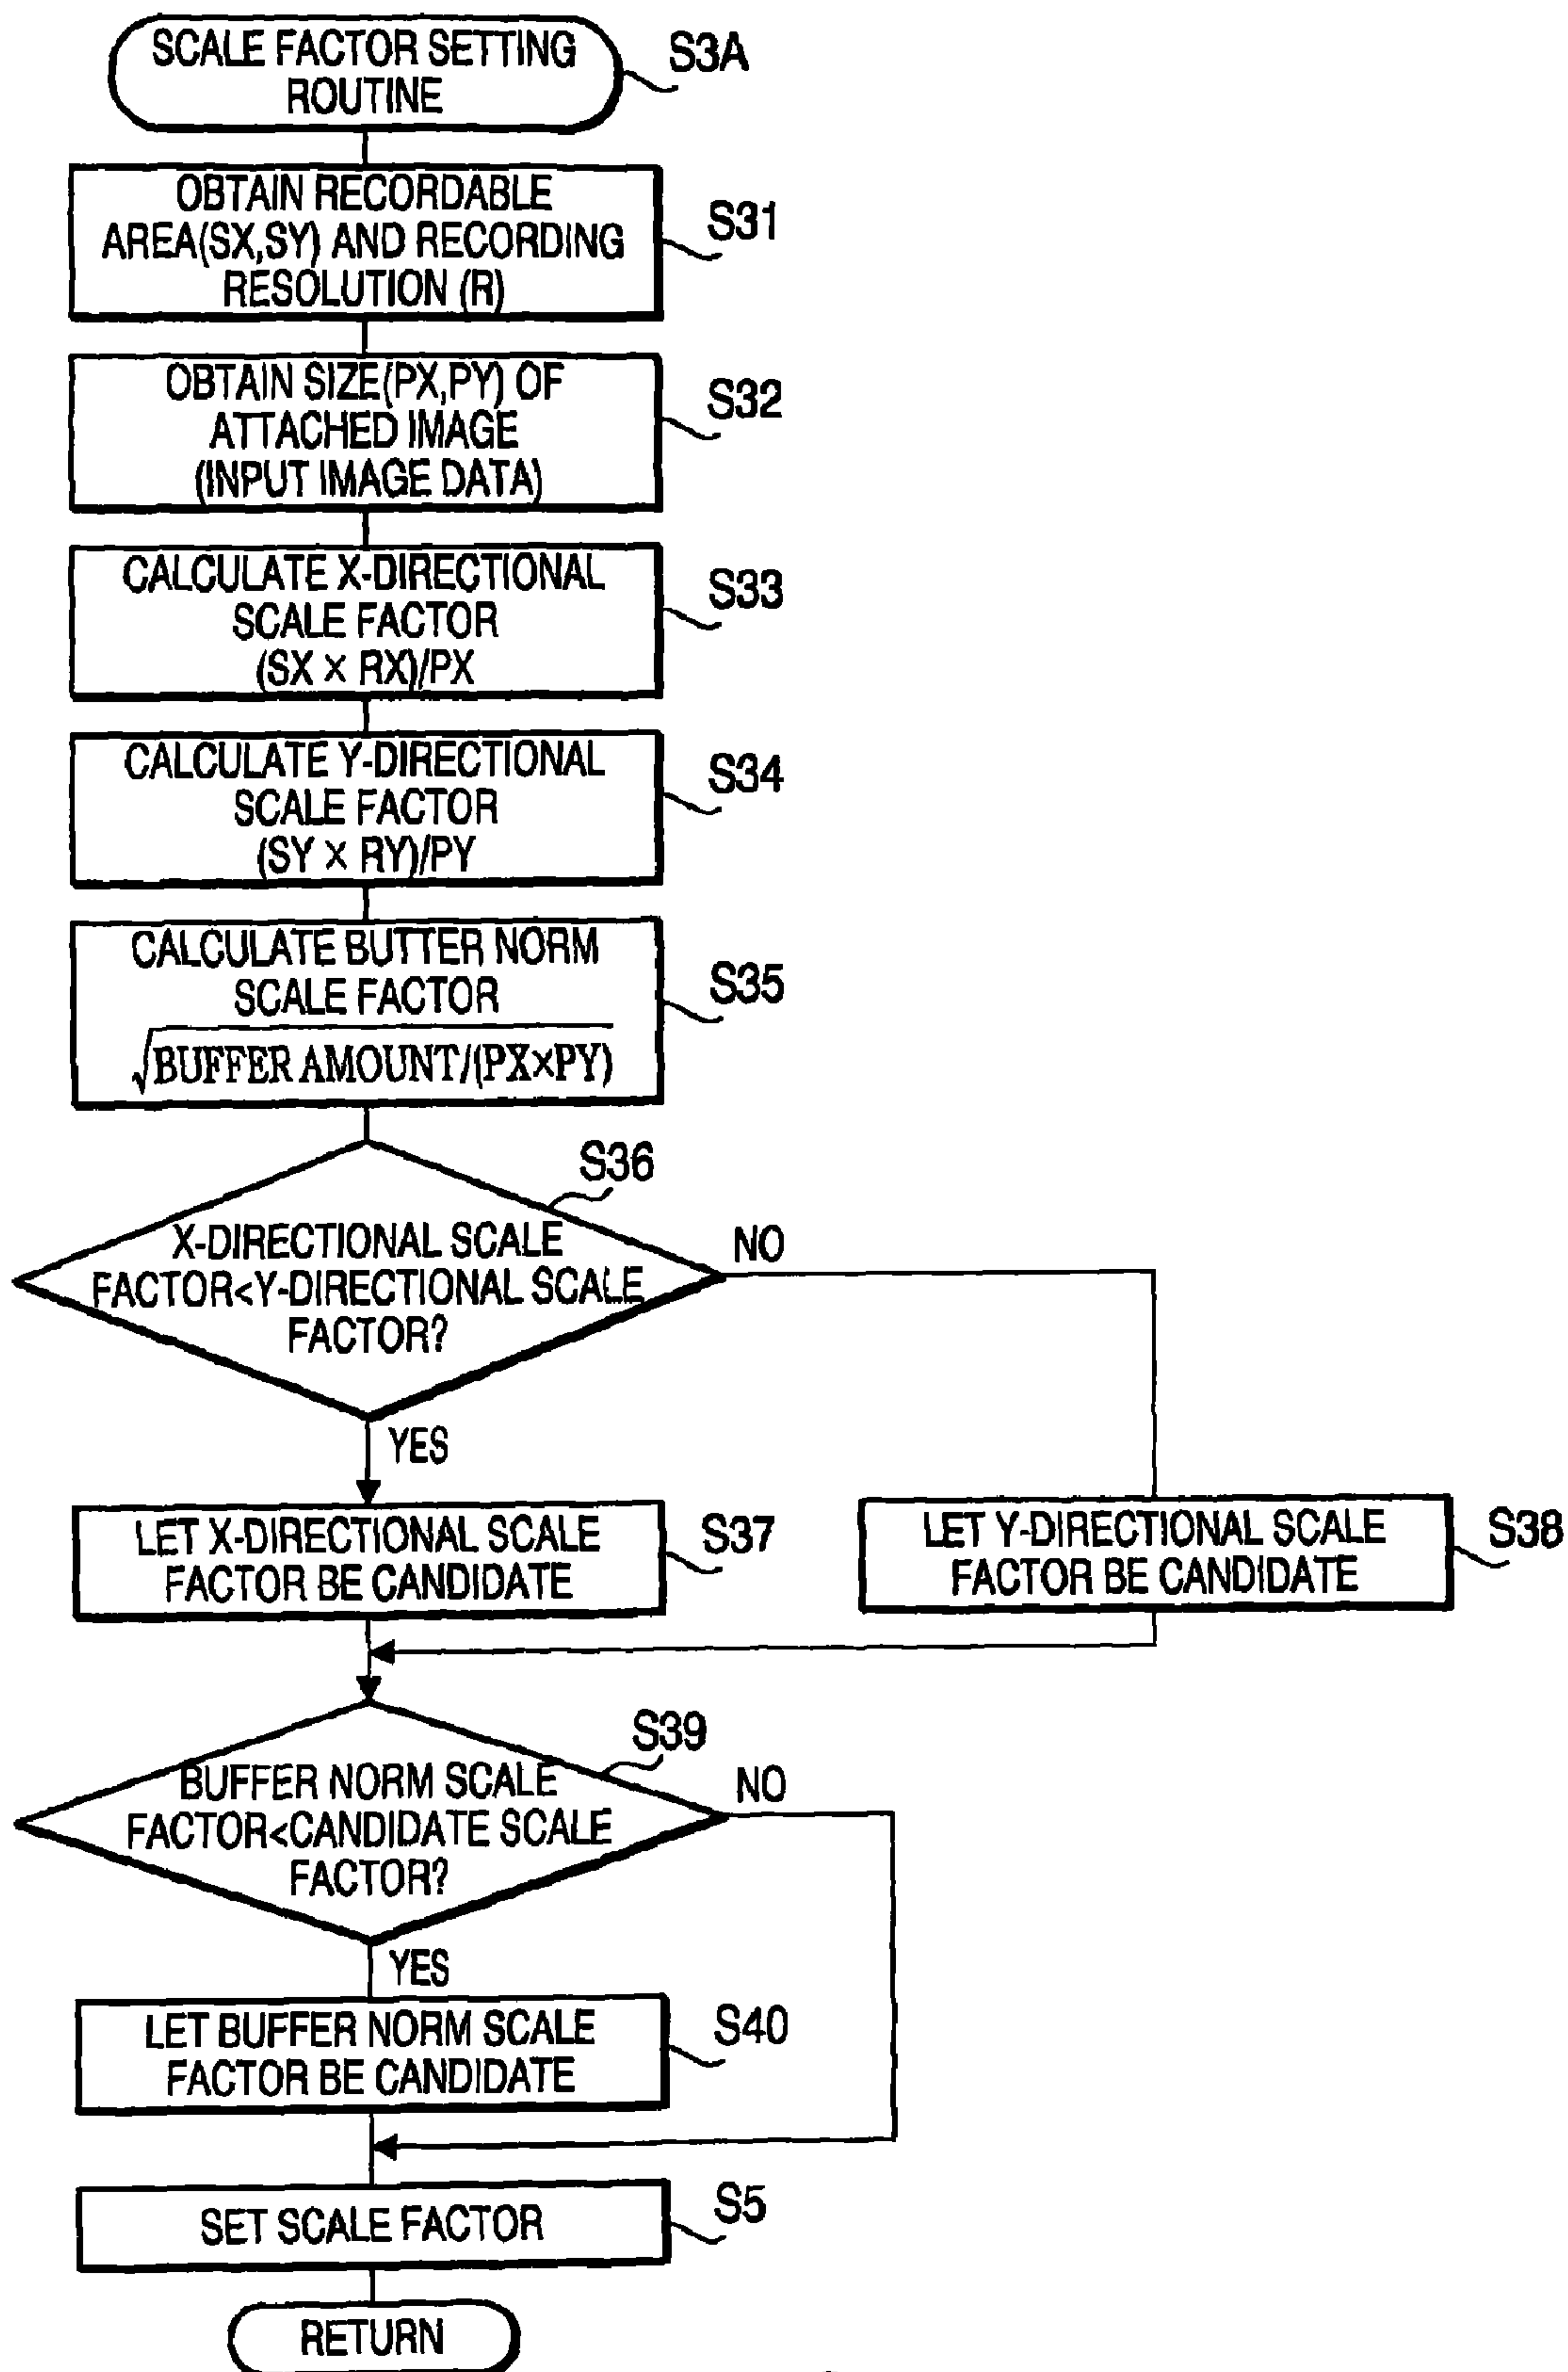 SCALE FACTOR SETTING
ROUTINE
S3A
OBTAIN RECORDABLE
AREA(SX,SY) AND RECORDING
RESOLUTION (R)
S31
OBTAIN SIZE(PX,PY) OF
ATTACHED IMAGE
(INPUT IMAGE DATA)
S32
CALCULATE X-DIRECTIONAL
SCALE FACTOR
(SX × RX)/PX
S33
CALCULATE Y-DIRECTIONAL
SCALE FACTOR
(SY × RY)/PY
S34
CALCULATE BUTTER NORM
SCALE FACTOR
√BUFFER AMOUNT/(PX×PY)
S35
S36
X-DIRECTIONAL SCALE
FACTOR<Y-DIRECTIONAL SCALE
FACTOR?
NO
YES
LET X-DIRECTIONAL SCALE
FACTOR BE CANDIDATE
S37
LET Y-DIRECTIONAL SCALE
FACTOR BE CANDIDATE
S38
S39
BUFFER NORM SCALE
FACTOR<CANDIDATE SCALE
FACTOR?
NO
YES
LET BUFFER NORM SCALE
FACTOR BE CANDIDATE
S40
SET SCALE FACTOR
S5
RETURN